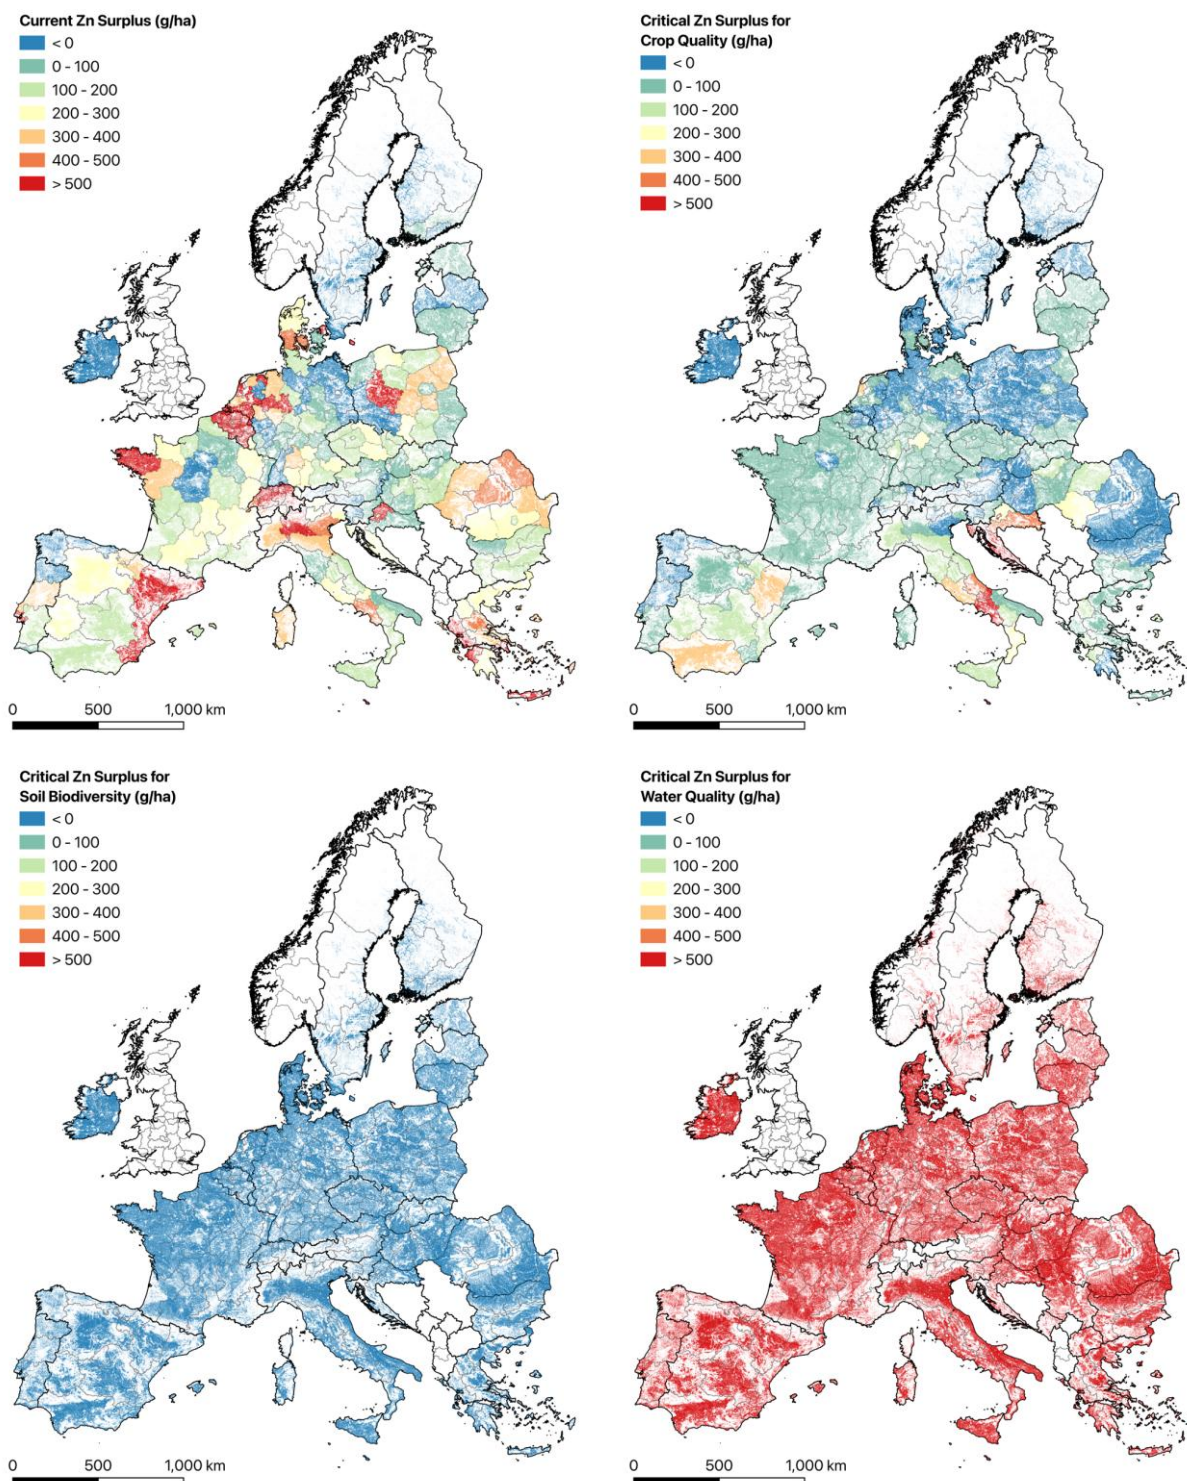 Current Zn Surplus (g/ha)
< 0
0 - 100
100 - 200
200 - 300
300 - 400
400 - 500
> 500
0 500 1,000 km
Critical Zn Surplus for
Crop Quality (g/ha)
< 0
0 - 100
100 - 200
200 - 300
300 - 400
400 - 500
> 500
0 500 1,000 km
Critical Zn Surplus for
Soil Biodiversity (g/ha)
< 0
0 - 100
100 - 200
200 - 300
300 - 400
400 - 500
> 500
0 500 1,000 km
Critical Zn Surplus for
Water Quality (g/ha)
< 0
0 - 100
100 - 200
200 - 300
300 - 400
400 - 500
> 500
0 500 1,000 km